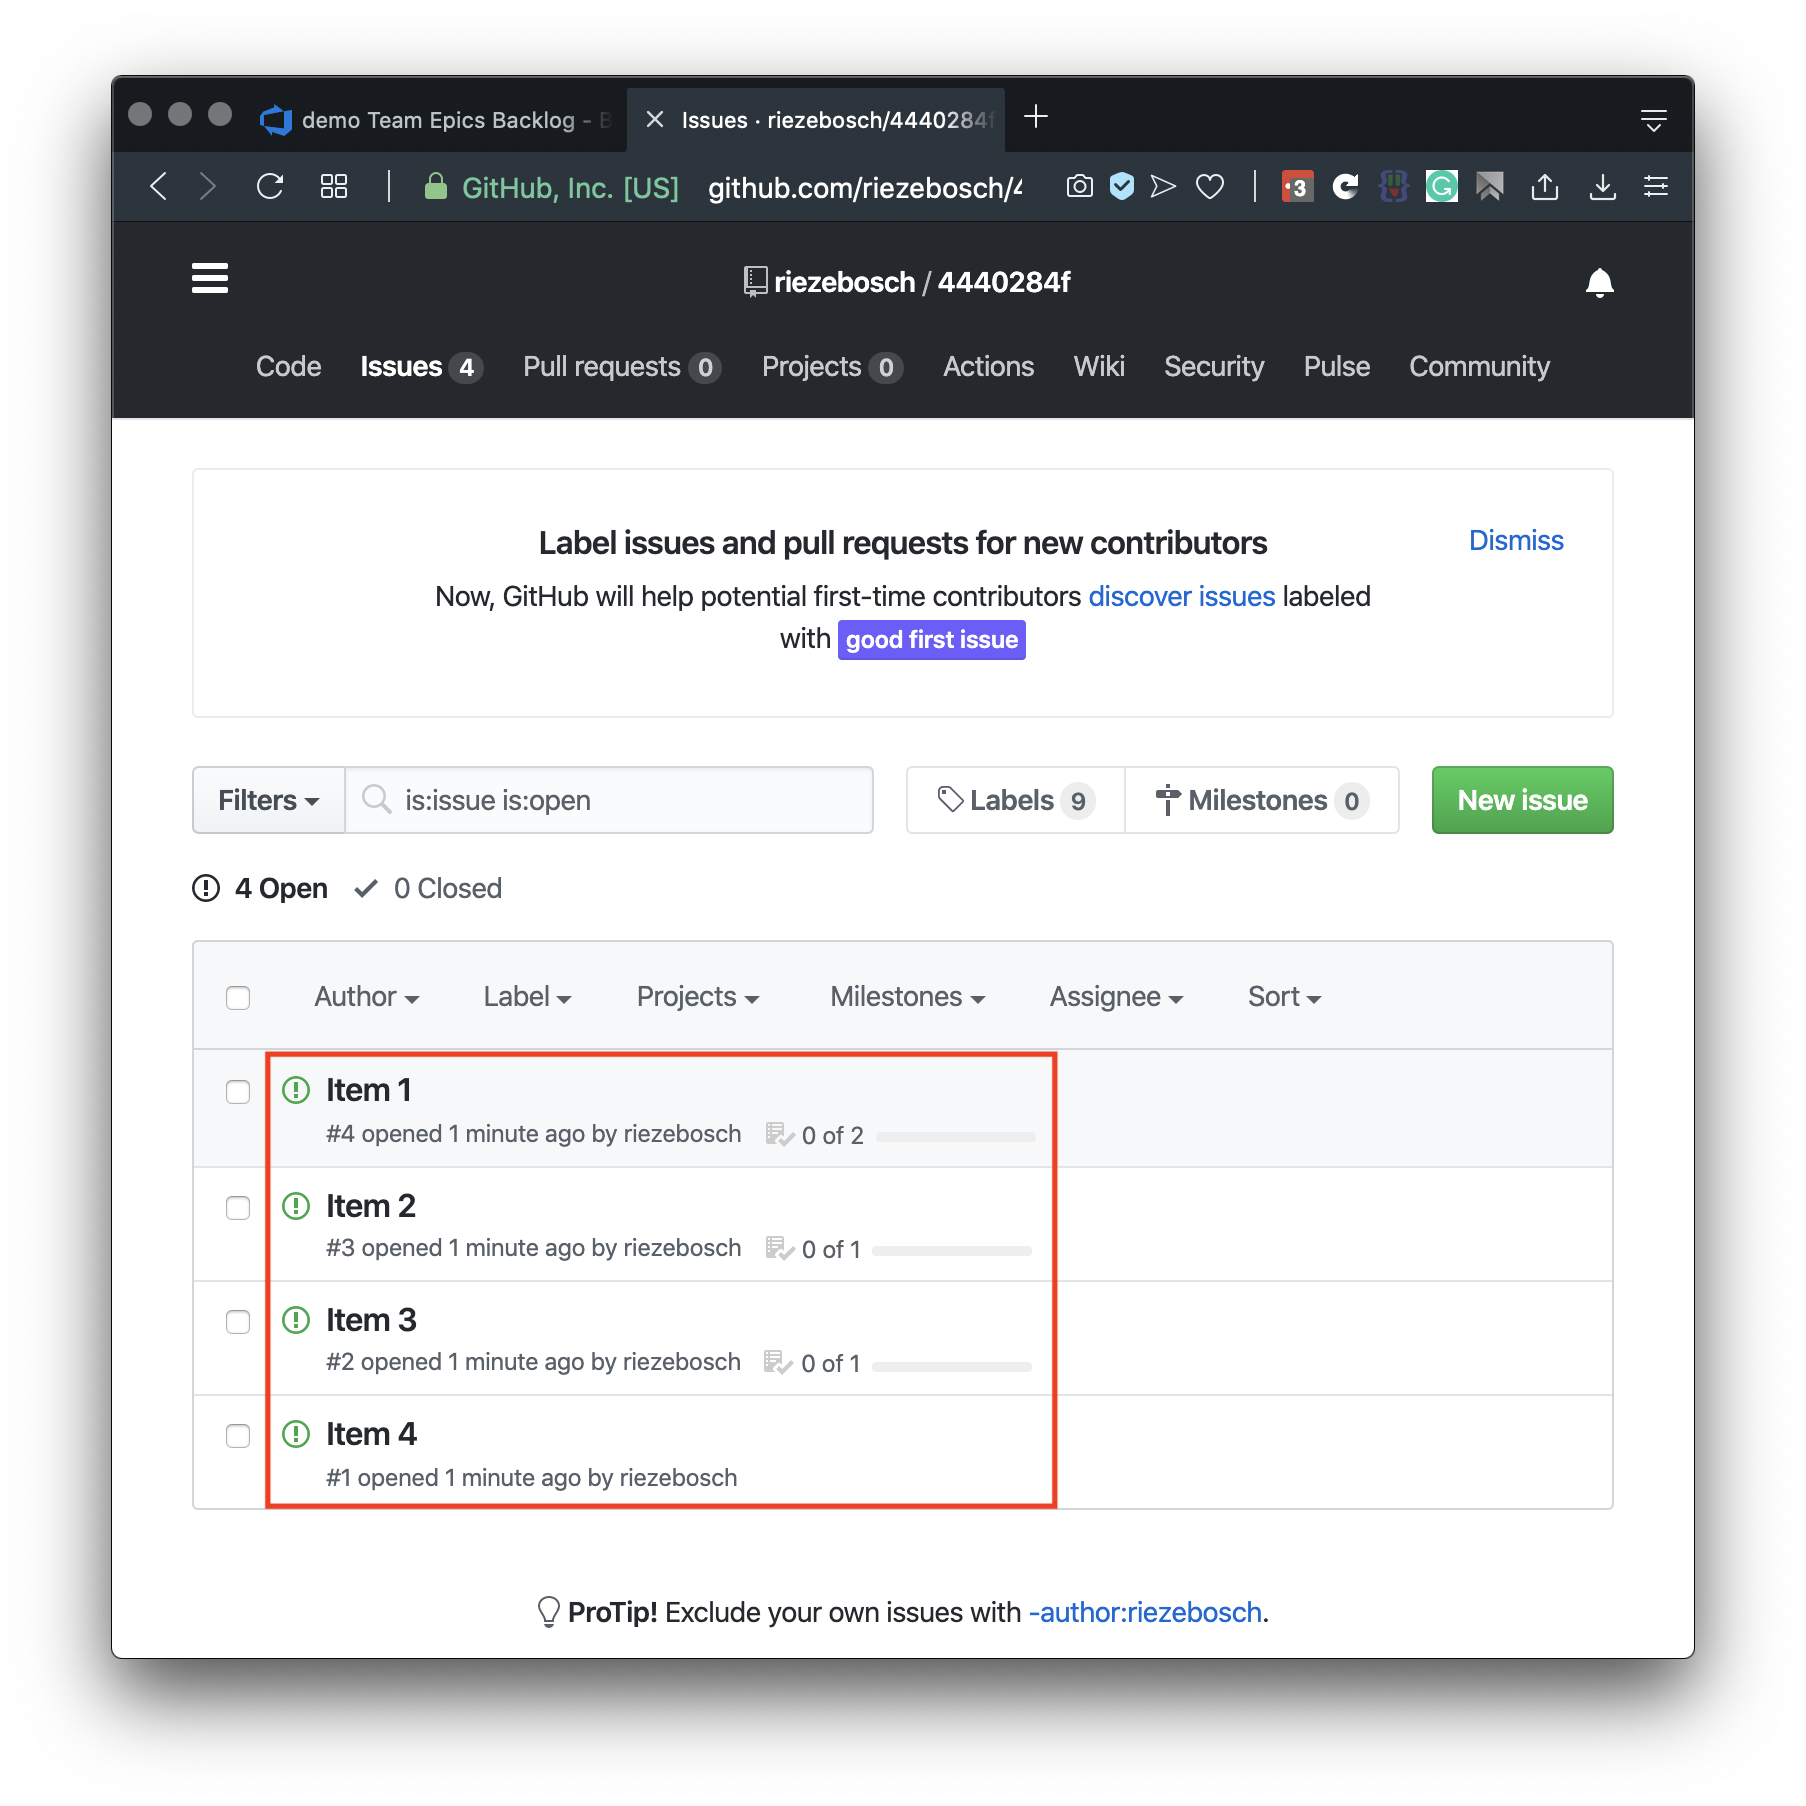 demo Team Epics Backlog -
Issues · riezebosch/4440284f
GitHub, Inc. [US] github.com/riezebosch/4
3
riezebosch / 4440284f
Code Issues 4 Pull requests 0 Projects 0 Actions Wiki Security Pulse Community
Label issues and pull requests for new contributors
Dismiss
Now, GitHub will help potential first-time contributors discover issues labeled
with good first issue
Filters is:issue is:open Labels 9 Milestones 0 New issue
4 Open 0 Closed
Author Label Projects Milestones Assignee Sort
Item 1
#4 opened 1 minute ago by riezebosch 0 of 2
Item 2
#3 opened 1 minute ago by riezebosch 0 of 1
Item 3
#2 opened 1 minute ago by riezebosch 0 of 1
Item 4
#1 opened 1 minute ago by riezebosch
ProTip! Exclude your own issues with -author:riezebosch.